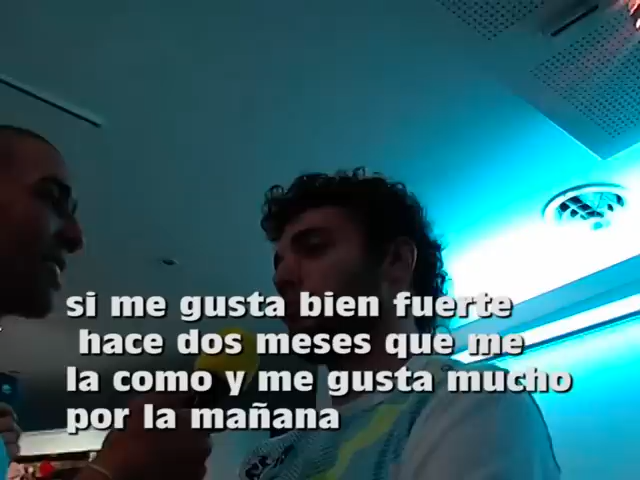 si me gusta bien fuerte
hace dos meses que me
la como y me gusta mucho
por la mañana